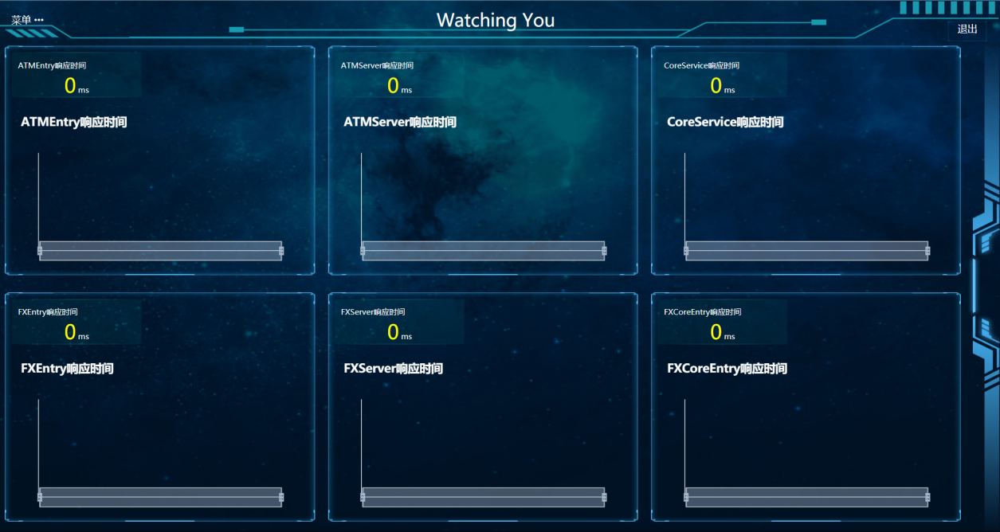 菜单 •••
Watching You
退出
ATMEntry响应时间
0 ms
ATMEntry响应时间
ATMServer响应时间
0 ms
ATMServer响应时间
CoreService响应时间
0 ms
CoreService响应时间
FXEntry响应时间
0 ms
FXEntry响应时间
FXServer响应时间
0 ms
FXServer响应时间
FXCoreEntry响应时间
0 ms
FXCoreEntry响应时间